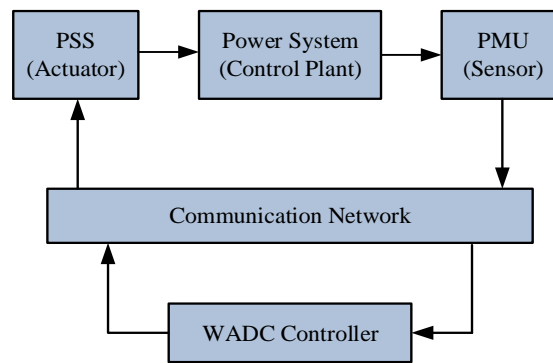 PSS
(Actuator)
Power System
(Control Plant)
PMU
(Sensor)
Communication Network
WADC Controller